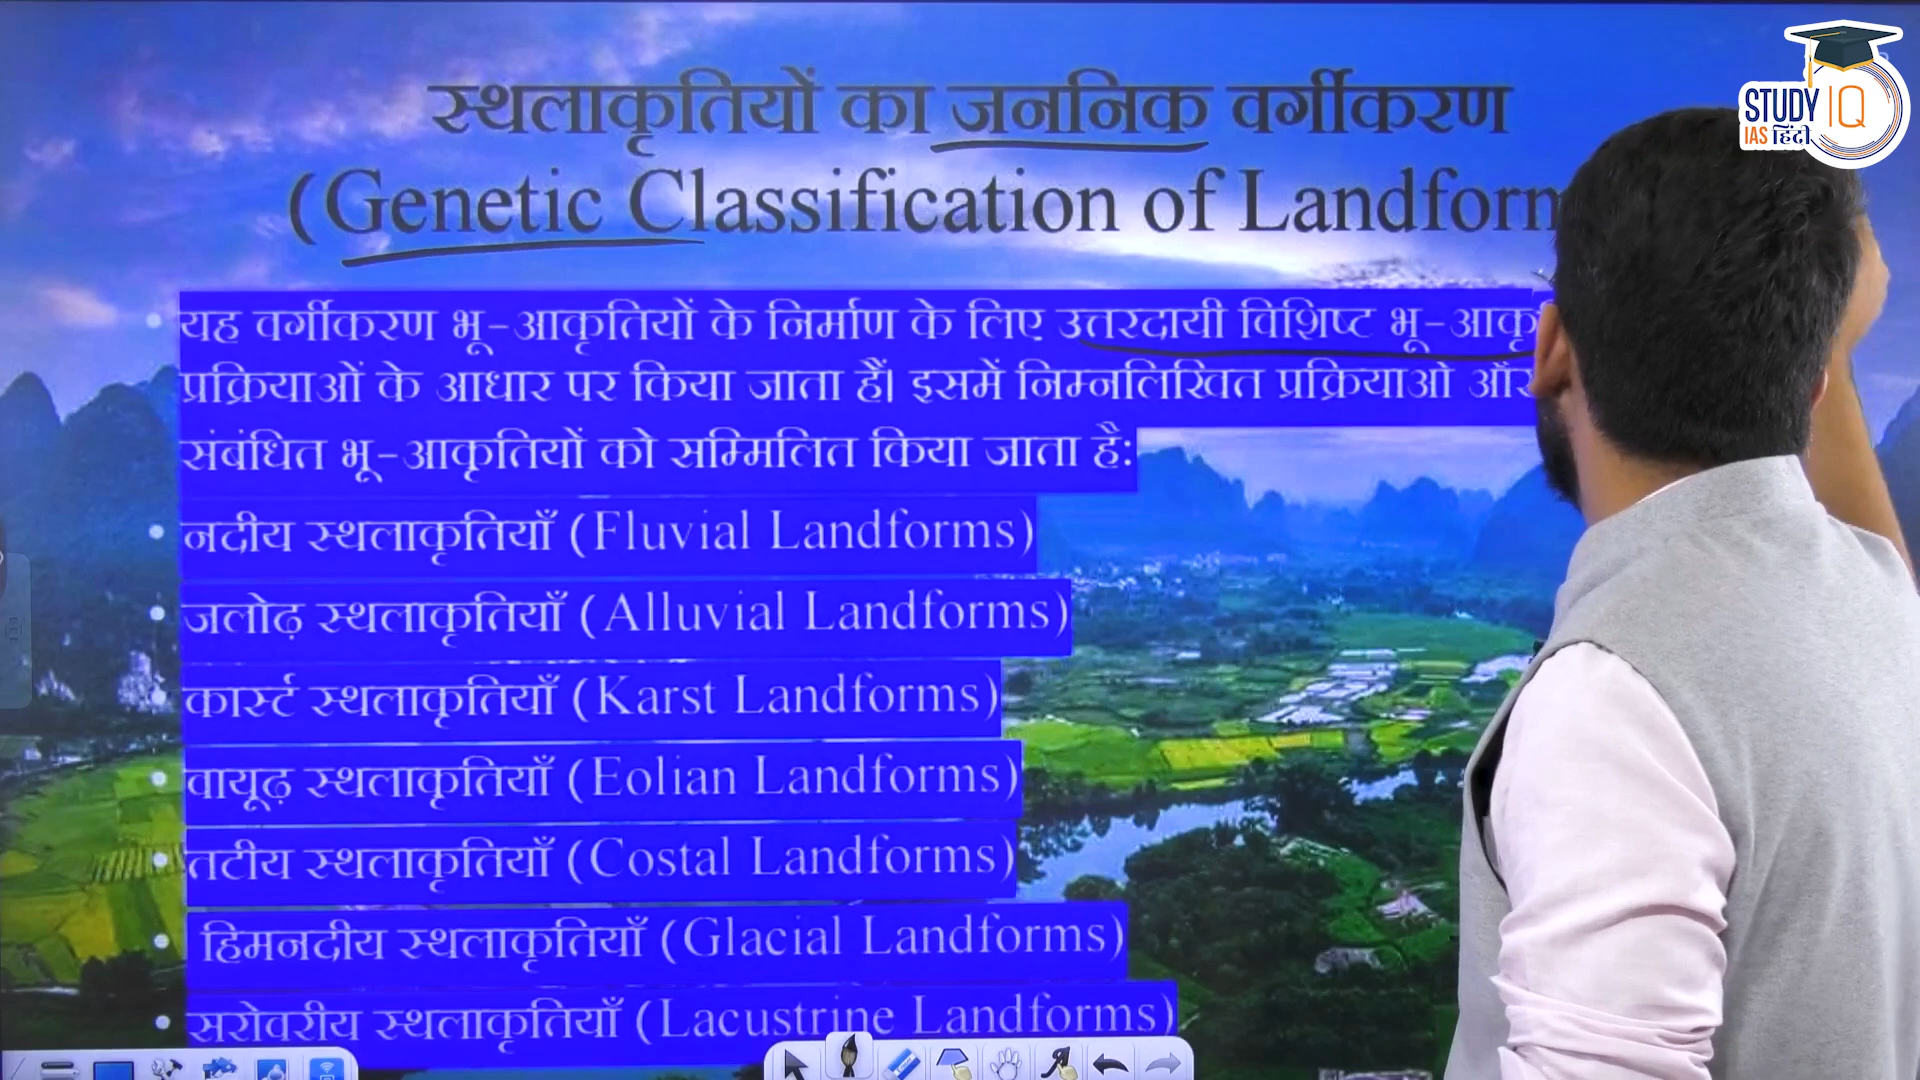 स्थलाकृतियों का जननिक वर्गीकरण
(Genetic Classification of Landform
यह वर्गीकरण भू-आकृतियों के निर्माण के लिए उत्तरदायी विशिष्ट भू-आकृ
प्रक्रियाओं के आधार पर किया जाता हैं। इसमें निम्नलिखित प्रक्रियाओ
संबंधित भू-आकृतियों को सम्मिलित किया जाता है:
नदीय स्थलाकृतियाँ (Fluvial Landforms)
जलोढ़ स्थलाकृतियाँ (Alluvial Landforms)
कार्स्ट स्थलाकृतियाँ (Karst Landforms)
वायूढ़ स्थलाकृतियाँ (Eolian Landforms)
तटीय स्थलाकृतियाँ (Costal Landforms)
हिमनदीय स्थलाकृतियाँ (Glacial Landforms)
सरोवरीय स्थलाकृतियाँ (Lacustrine Landforms)
STUDY IQ
IAS हिंदी